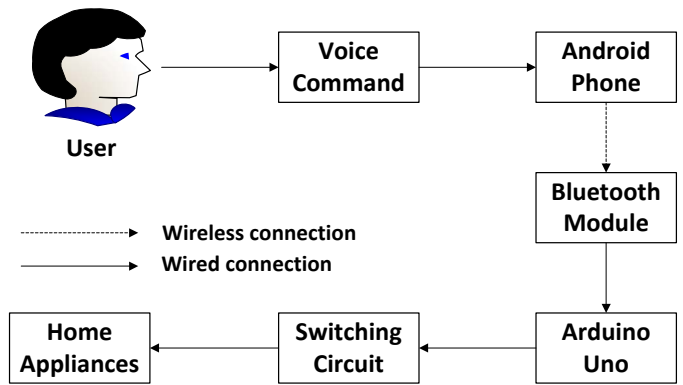 Voice
Command
Android
Phone
User
Bluetooth
Module
Wireless connection
Wired connection
Home
Appliances
Switching
Circuit
Arduino
Uno